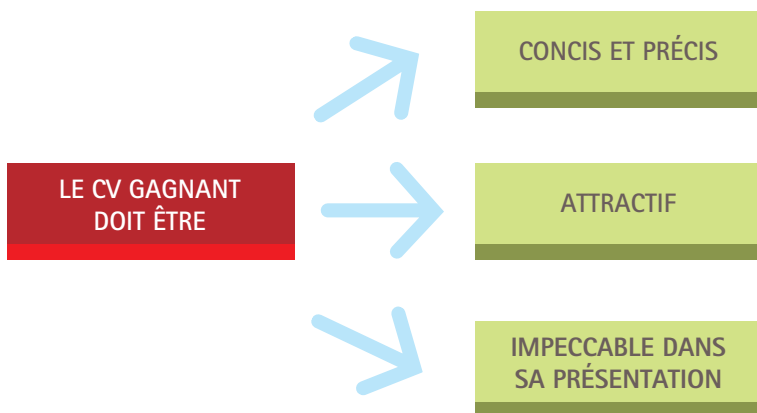 CONCIS ET PRÉCIS
LE CV GAGNANT
DOIT ÊTRE
ATTRACTIF
IMPECCABLE DANS
SA PRÉSENTATION